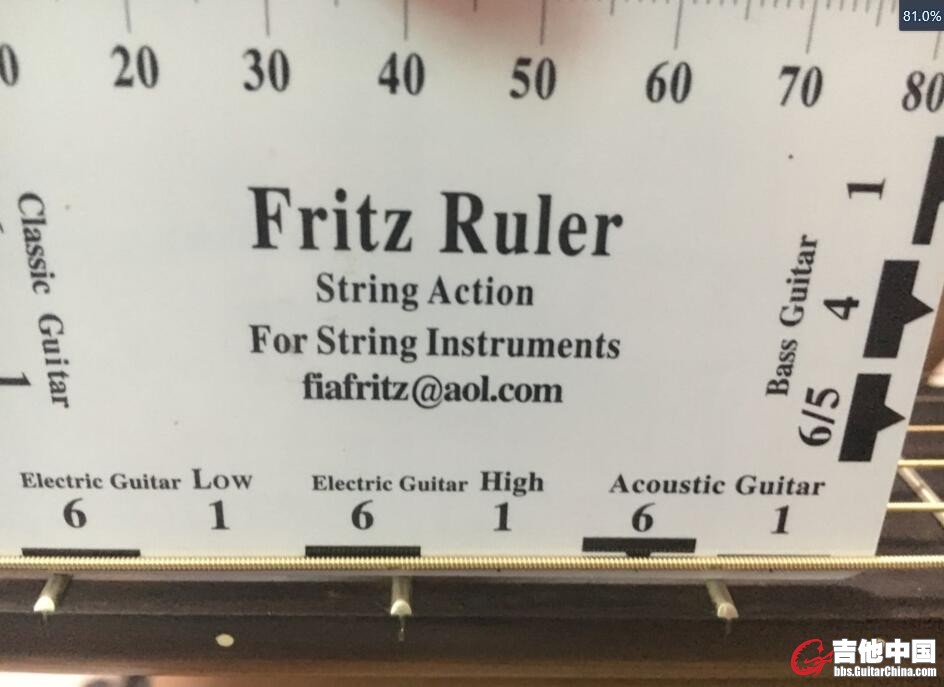 81.0%
0 20 30 40 50 60 70 80
Classic Guitar
1
Fritz Ruler
String Action
For String Instruments
fiafritz@aol.com
Bass Guitar
1
4
6/5
Electric Guitar Low
6 1
Electric Guitar High
6 1
Acoustic Guitar
6 1
吉他中国
bbs.GuitarChina.com